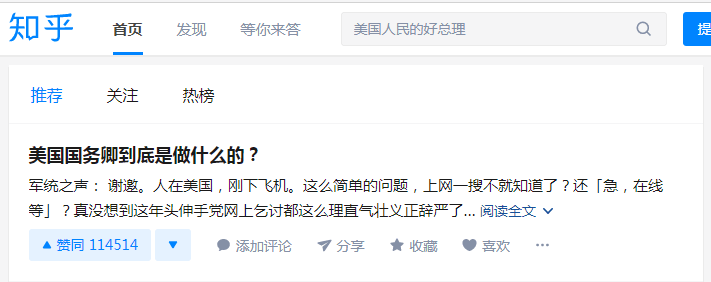 知乎 首页 发现 等你来答 美国人民的好总理 提
推荐 关注 热榜
美国国务卿到底是做什么的？
军统之声： 谢邀。人在美国，刚下飞机。这么简单的问题，上网一搜不就知道了？还「急，在线
等」？真没想到这年头伸手党网上乞讨都这么理直气壮义正辞严了... 阅读全文
赞同 114514 添加评论 分享 收藏 喜欢 ...